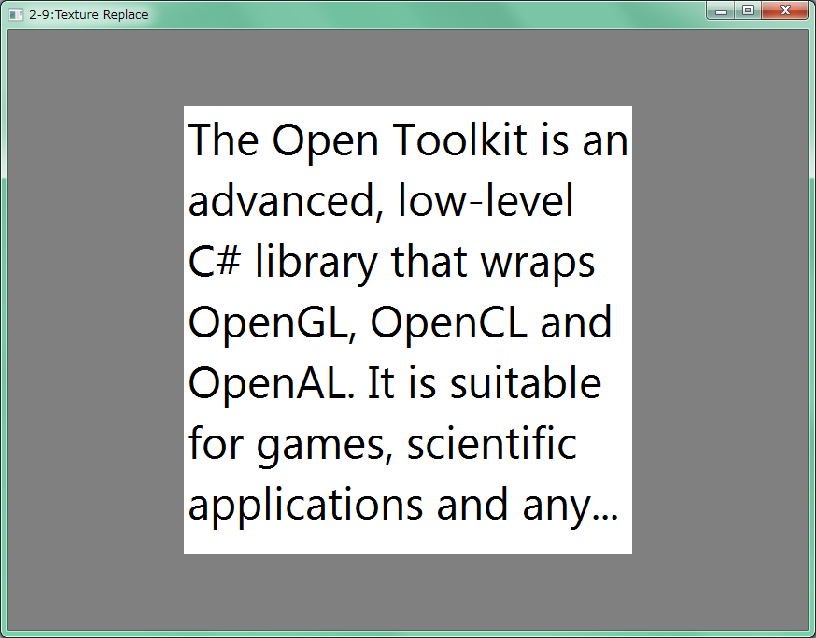 2-9:Texture Replace
The Open Toolkit is an
advanced, low-level
C# library that wraps
OpenGL, OpenCL and
OpenAL. It is suitable
for games, scientific
applications and any...